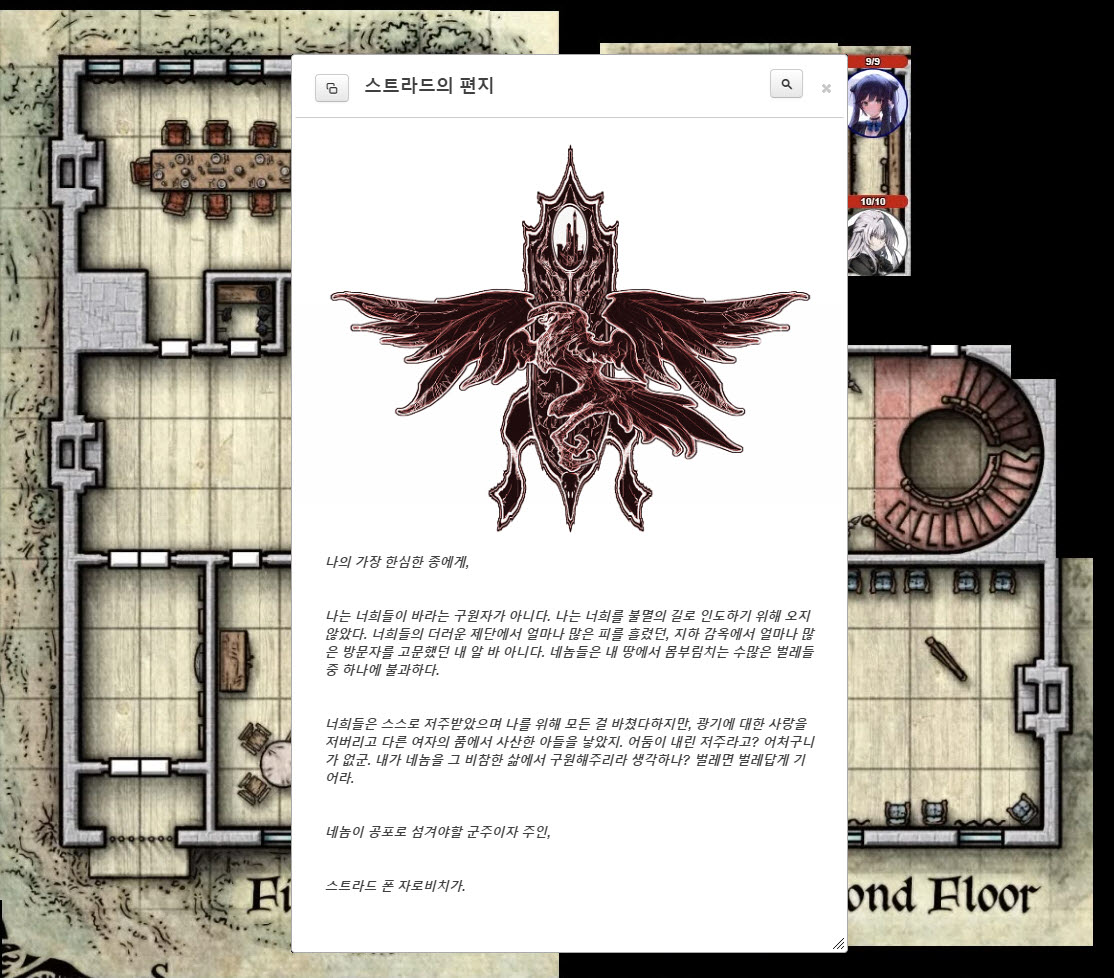 9/9
스트라드의 편지
10/10
나의 가장 한심한 종에게,
나는 너희들이 바라는 구원자가 아니다. 나는 너희를 불멸의 길로 인도하기 위해 오지
않았다. 너희들의 더러운 제단에서 얼마나 많은 피를 흘렸던, 지하 감옥에서 얼마나 많
은 방문자를 고문했던 내 알 바 아니다. 네놈들은 내 땅에서 몸부림치는 수많은 벌레들
중 하나에 불과하다.
너희들은 스스로 저주받았으며 나를 위해 모든 걸 바쳤다하지만, 광기에 대한 사랑을
저버리고 다른 여자의 품에서 사산한 아들을 낳았지. 어둠이 내린 저주라고? 어처구니
가 없군. 내가 네놈을 그 비참한 삶에서 구원해주리라 생각하나? 벌레면 벌레답게 기
어라.
네놈이 공포로 섬겨야할 군주이자 주인,
스트라드 폰 자로비치가.
Floor